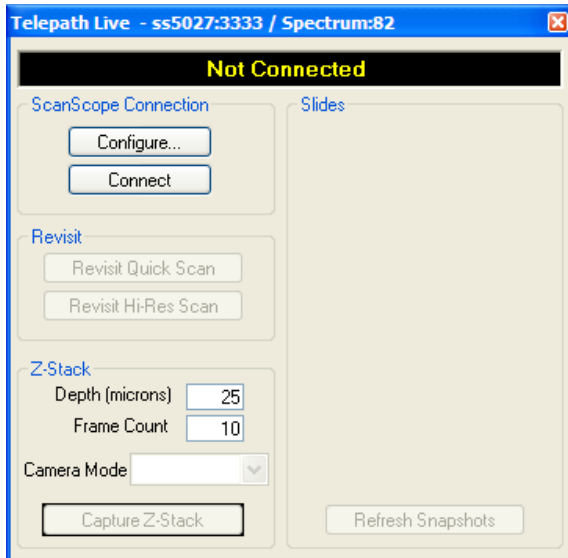 Telepath Live - ss5027:3333 / Spectrum:82
Not Connected
ScanScope Connection
Configure...
Connect
Revisit
Revisit Quick Scan
Revisit Hi-Res Scan
Z-Stack
Depth (microns) 25
Frame Count 10
Camera Mode
Capture Z-Stack
Slides
Refresh Snapshots